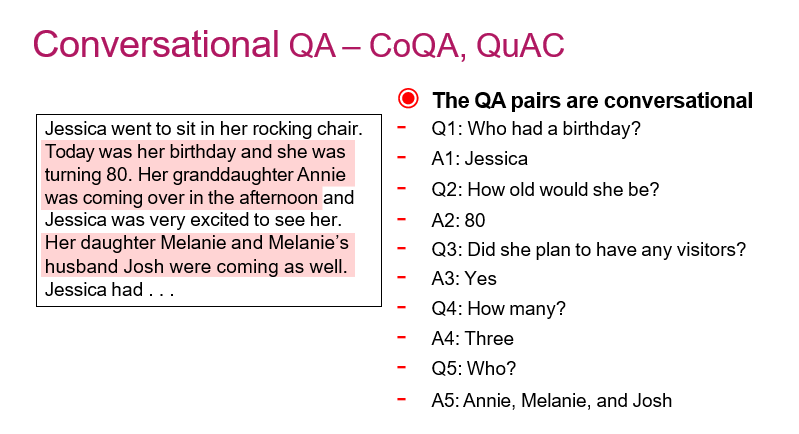 Conversational QA – CoQA, QuAC
Jessica went to sit in her rocking chair.
Today was her birthday and she was
turning 80. Her granddaughter Annie
was coming over in the afternoon and
Jessica was very excited to see her.
Her daughter Melanie and Melanie’s
husband Josh were coming as well.
Jessica had . . .
The QA pairs are conversational
- Q1: Who had a birthday?
- A1: Jessica
- Q2: How old would she be?
- A2: 80
- Q3: Did she plan to have any visitors?
- A3: Yes
- Q4: How many?
- A4: Three
- Q5: Who?
- A5: Annie, Melanie, and Josh